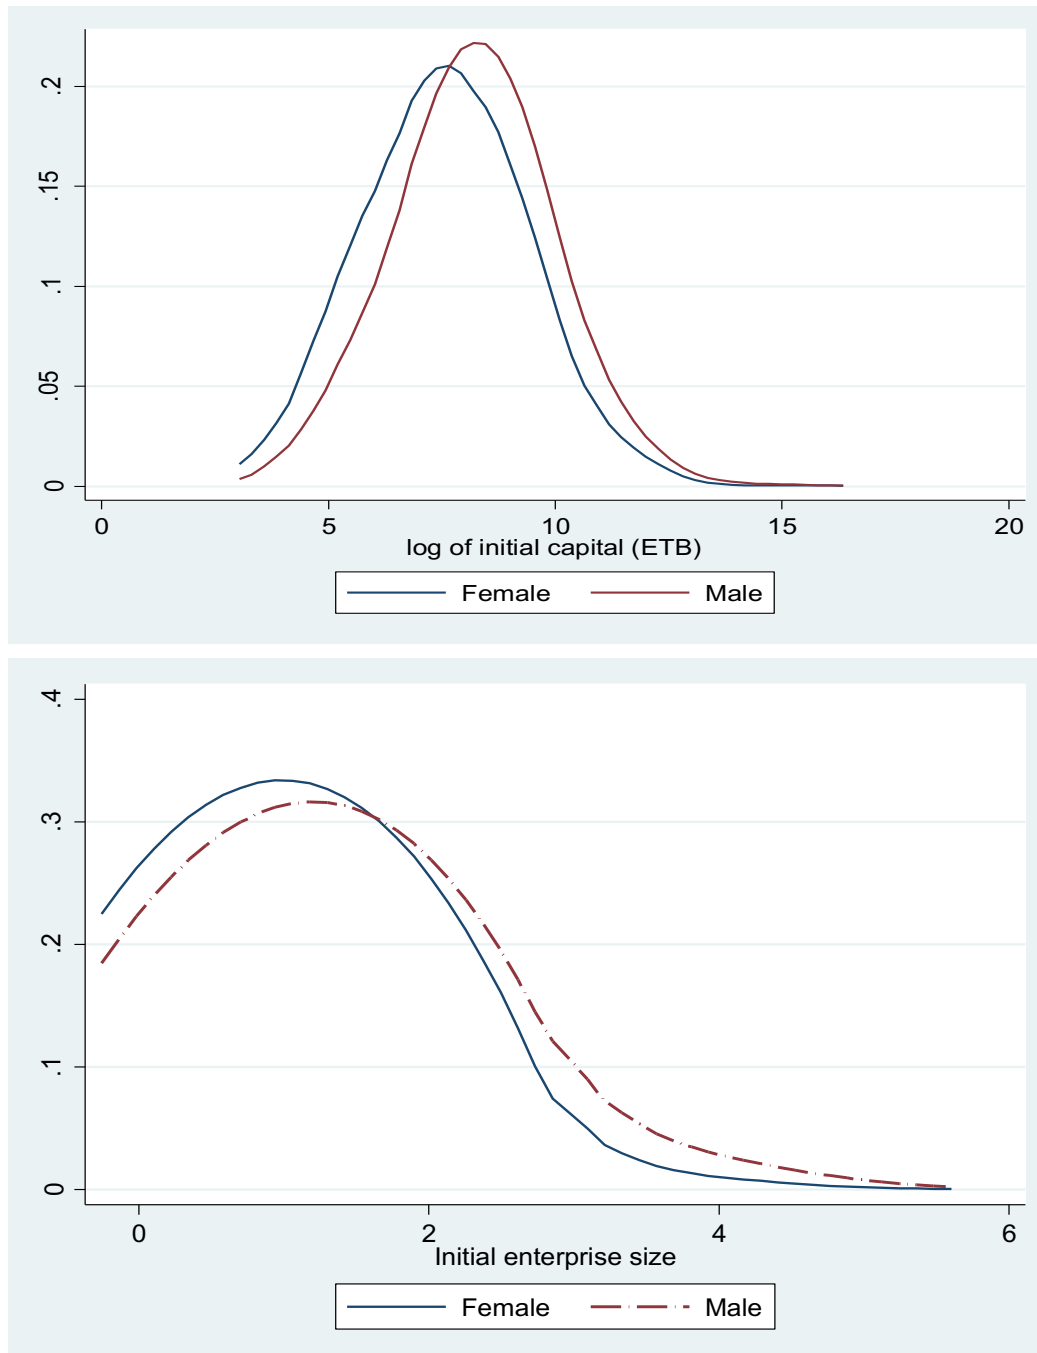 .2
.15
.1
.05
0
0 5 10 15 20
log of initial capital (ETB)
Female Male
.4
.3
.2
.1
0
0 2 4 6
Initial enterprise size
Female Male